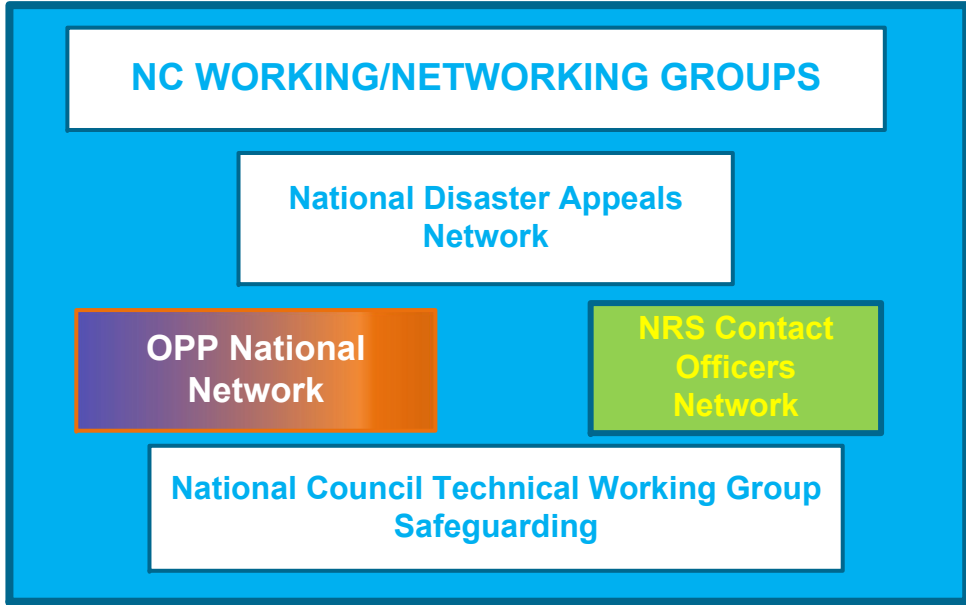 NC WORKING/NETWORKING GROUPS
National Disaster Appeals
Network
OPP National
Network
NRS Contact
Officers
Network
National Council Technical Working Group
Safeguarding